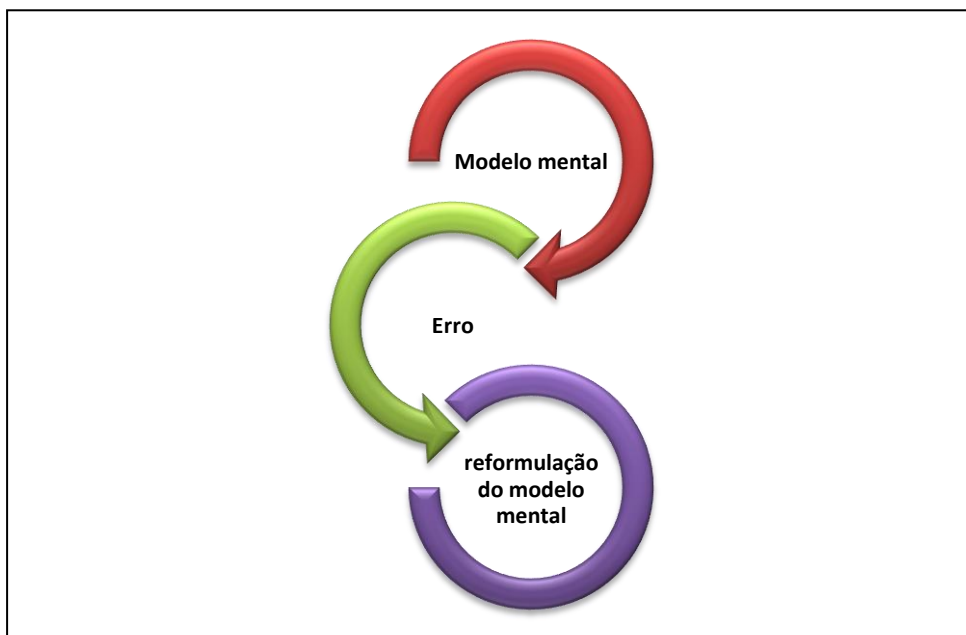 Modelo mental
Erro
reformulação
do modelo
mental